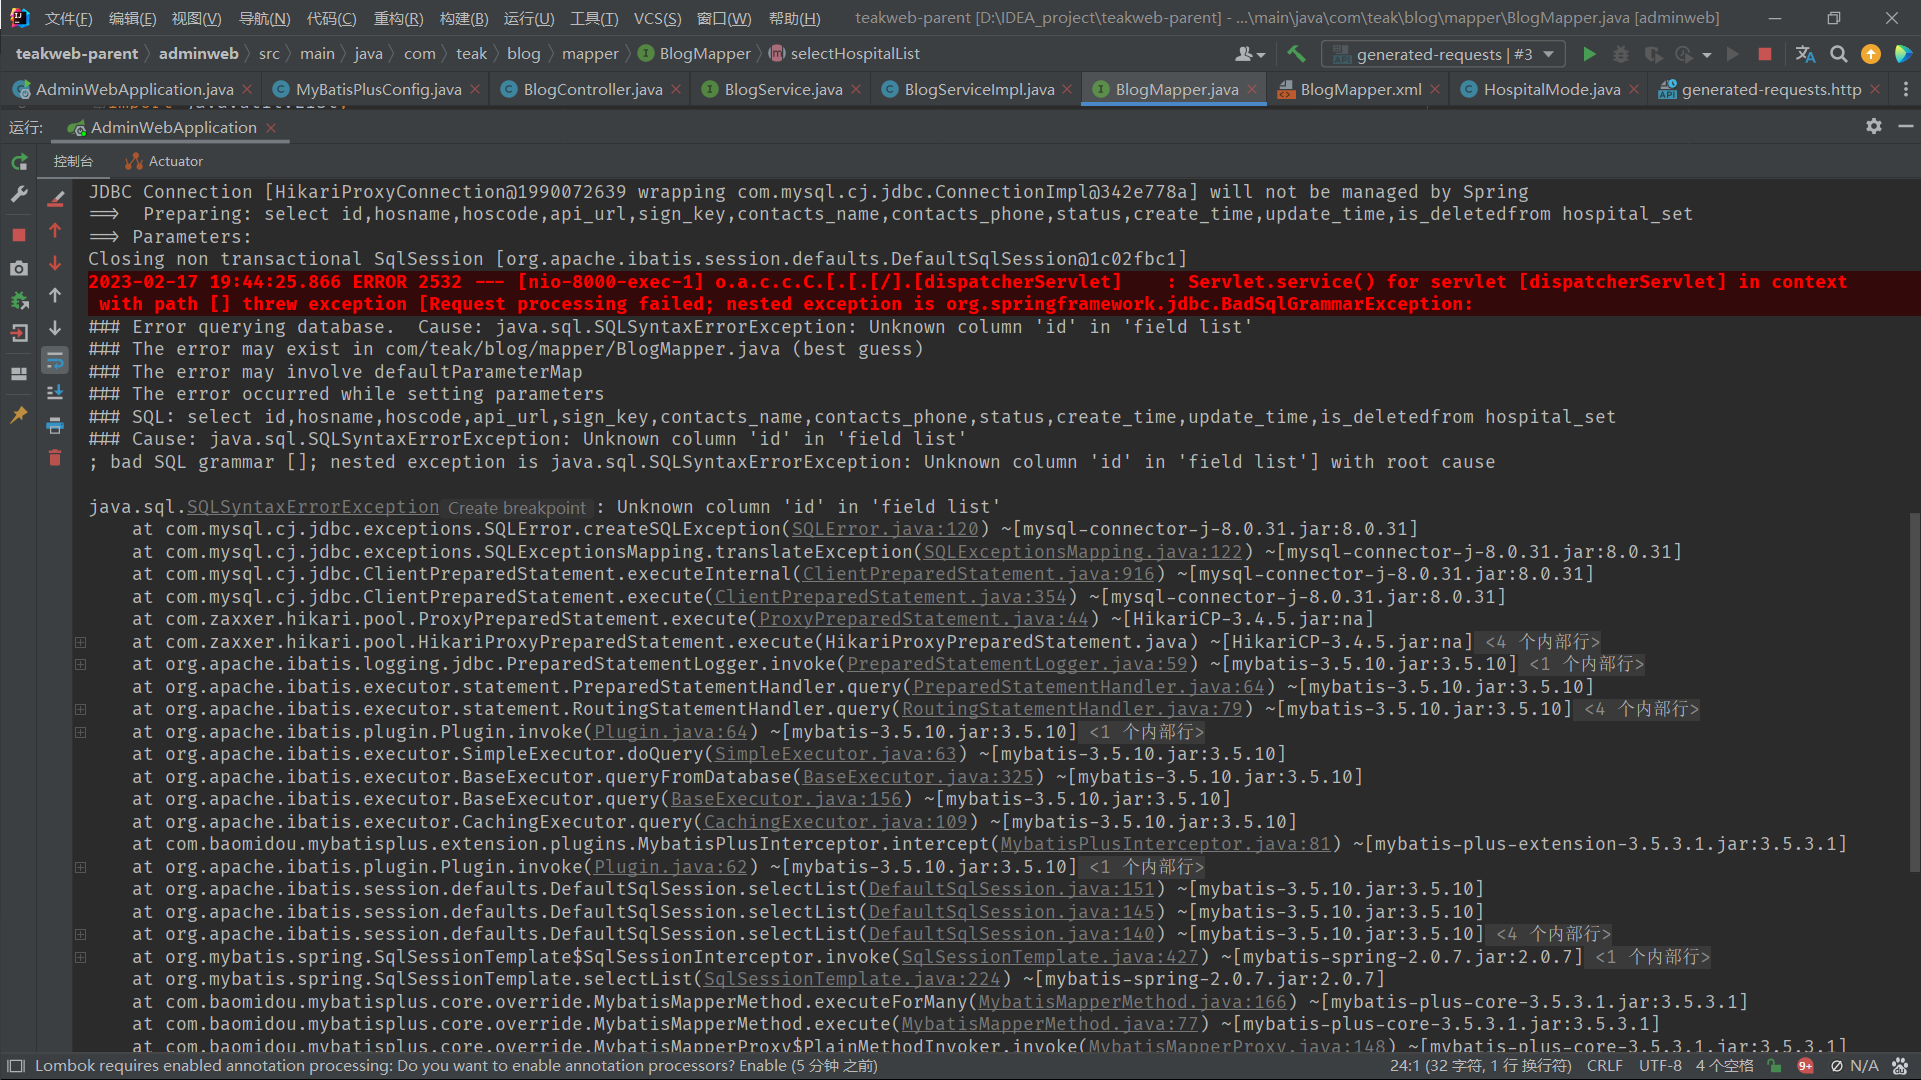 文件(F) 编辑(E) 视图(V) 导航(N) 代码(C) 重构(R) 构建(B) 运行(U) 工具(T) VCS(S) 窗口(W) 帮助(H) teakweb-parent [D:\IDEA_project\teakweb-parent] - ...\main\java\com\teak\blog\mapper\BlogMapper.java [adminweb]
teakweb-parent adminweb src main java com teak blog mapper BlogMapper selectHospitalList generated-requests | #3
AdminWebApplication.java MyBatisPlusConfig.java BlogController.java BlogService.java BlogServiceImpl.java BlogMapper.java BlogMapper.xml HospitalMode.java generated-requests.http
运行: AdminWebApplication
控制台 Actuator
JDBC Connection [HikariProxyConnection@1990072639 wrapping com.mysql.cj.jdbc.ConnectionImpl@342e778a] will not be managed by Spring
==>  Preparing: select id,hosname,hoscode,api_url,sign_key,contacts_name,contacts_phone,status,create_time,update_time,is_deletedfrom hospital_set
==> Parameters:
Closing non transactional SqlSession [org.apache.ibatis.session.defaults.DefaultSqlSession@1c02fbc1]
2023-02-17 19:44:25.866 ERROR 2532 --- [nio-8000-exec-1] o.a.c.c.C.[.[.[/].[dispatcherServlet]    : Servlet.service() for servlet [dispatcherServlet] in context
with path [] threw exception [Request processing failed; nested exception is org.springframework.jdbc.BadSqlGrammarException:
### Error querying database.  Cause: java.sql.SQLSyntaxErrorException: Unknown column 'id' in 'field list'
### The error may exist in com/teak/blog/mapper/BlogMapper.java (best guess)
### The error may involve defaultParameterMap
### The error occurred while setting parameters
### SQL: select id,hosname,hoscode,api_url,sign_key,contacts_name,contacts_phone,status,create_time,update_time,is_deletedfrom hospital_set
### Cause: java.sql.SQLSyntaxErrorException: Unknown column 'id' in 'field list'
; bad SQL grammar []; nested exception is java.sql.SQLSyntaxErrorException: Unknown column 'id' in 'field list'] with root cause
java.sql.SQLSyntaxErrorException Create breakpoint : Unknown column 'id' in 'field list'
at com.mysql.cj.jdbc.exceptions.SQLError.createSQLException(SQLError.java:120) ~[mysql-connector-j-8.0.31.jar:8.0.31]
at com.mysql.cj.jdbc.exceptions.SQLExceptionsMapping.translateException(SQLExceptionsMapping.java:122) ~[mysql-connector-j-8.0.31.jar:8.0.31]
at com.mysql.cj.jdbc.ClientPreparedStatement.executeInternal(ClientPreparedStatement.java:916) ~[mysql-connector-j-8.0.31.jar:8.0.31]
at com.mysql.cj.jdbc.ClientPreparedStatement.execute(ClientPreparedStatement.java:354) ~[mysql-connector-j-8.0.31.jar:8.0.31]
at com.zaxxer.hikari.pool.ProxyPreparedStatement.execute(ProxyPreparedStatement.java:44) ~[HikariCP-3.4.5.jar:na]
at com.zaxxer.hikari.pool.HikariProxyPreparedStatement.execute(HikariProxyPreparedStatement.java) ~[HikariCP-3.4.5.jar:na] <4 个内部行>
at org.apache.ibatis.logging.jdbc.PreparedStatementLogger.invoke(PreparedStatementLogger.java:59) ~[mybatis-3.5.10.jar:3.5.10] <1 个内部行>
at org.apache.ibatis.executor.statement.PreparedStatementHandler.query(PreparedStatementHandler.java:64) ~[mybatis-3.5.10.jar:3.5.10]
at org.apache.ibatis.executor.statement.RoutingStatementHandler.query(RoutingStatementHandler.java:79) ~[mybatis-3.5.10.jar:3.5.10] <4 个内部行>
at org.apache.ibatis.plugin.Plugin.invoke(Plugin.java:64) ~[mybatis-3.5.10.jar:3.5.10] <1 个内部行>
at org.apache.ibatis.executor.SimpleExecutor.doQuery(SimpleExecutor.java:63) ~[mybatis-3.5.10.jar:3.5.10]
at org.apache.ibatis.executor.BaseExecutor.queryFromDatabase(BaseExecutor.java:325) ~[mybatis-3.5.10.jar:3.5.10]
at org.apache.ibatis.executor.BaseExecutor.query(BaseExecutor.java:156) ~[mybatis-3.5.10.jar:3.5.10]
at org.apache.ibatis.executor.CachingExecutor.query(CachingExecutor.java:109) ~[mybatis-3.5.10.jar:3.5.10]
at com.baomidou.mybatisplus.extension.plugins.MybatisPlusInterceptor.intercept(MybatisPlusInterceptor.java:81) ~[mybatis-plus-extension-3.5.3.1.jar:3.5.3.1]
at org.apache.ibatis.plugin.Plugin.invoke(Plugin.java:62) ~[mybatis-3.5.10.jar:3.5.10] <1 个内部行>
at org.apache.ibatis.session.defaults.DefaultSqlSession.selectList(DefaultSqlSession.java:151) ~[mybatis-3.5.10.jar:3.5.10]
at org.apache.ibatis.session.defaults.DefaultSqlSession.selectList(DefaultSqlSession.java:145) ~[mybatis-3.5.10.jar:3.5.10]
at org.apache.ibatis.session.defaults.DefaultSqlSession.selectList(DefaultSqlSession.java:140) ~[mybatis-3.5.10.jar:3.5.10] <4 个内部行>
at org.mybatis.spring.SqlSessionTemplate$SqlSessionInterceptor.invoke(SqlSessionTemplate.java:427) ~[mybatis-spring-2.0.7.jar:2.0.7] <1 个内部行>
at org.mybatis.spring.SqlSessionTemplate.selectList(SqlSessionTemplate.java:224) ~[mybatis-spring-2.0.7.jar:2.0.7]
at com.baomidou.mybatisplus.core.override.MybatisMapperMethod.executeForMany(MybatisMapperMethod.java:166) ~[mybatis-plus-core-3.5.3.1.jar:3.5.3.1]
at com.baomidou.mybatisplus.core.override.MybatisMapperMethod.execute(MybatisMapperMethod.java:77) ~[mybatis-plus-core-3.5.3.1.jar:3.5.3.1]
at com.baomidou.mybatisplus.core.override.MybatisMapperProxy$PlainMethodInvoker.invoke(MybatisMapperProxy.java:148) ~[mybatis-plus-core-3.5.3.1.jar:3.5.3.1]
Lombok requires enabled annotation processing: Do you want to enable annotation processors? Enable (5 分钟 之前) 24:1 (32 字符, 1 行 换行符) CRLF UTF-8 4 个空格 9+ N/A